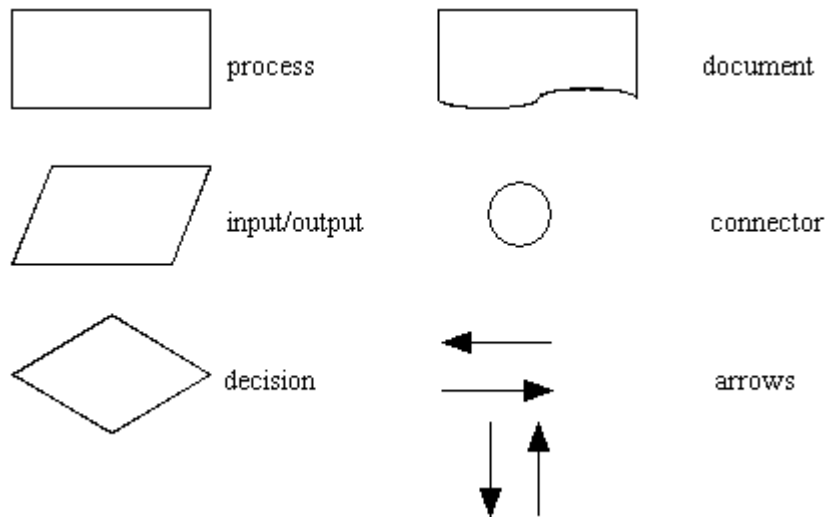 process
document
input/output
connector
decision
arrows